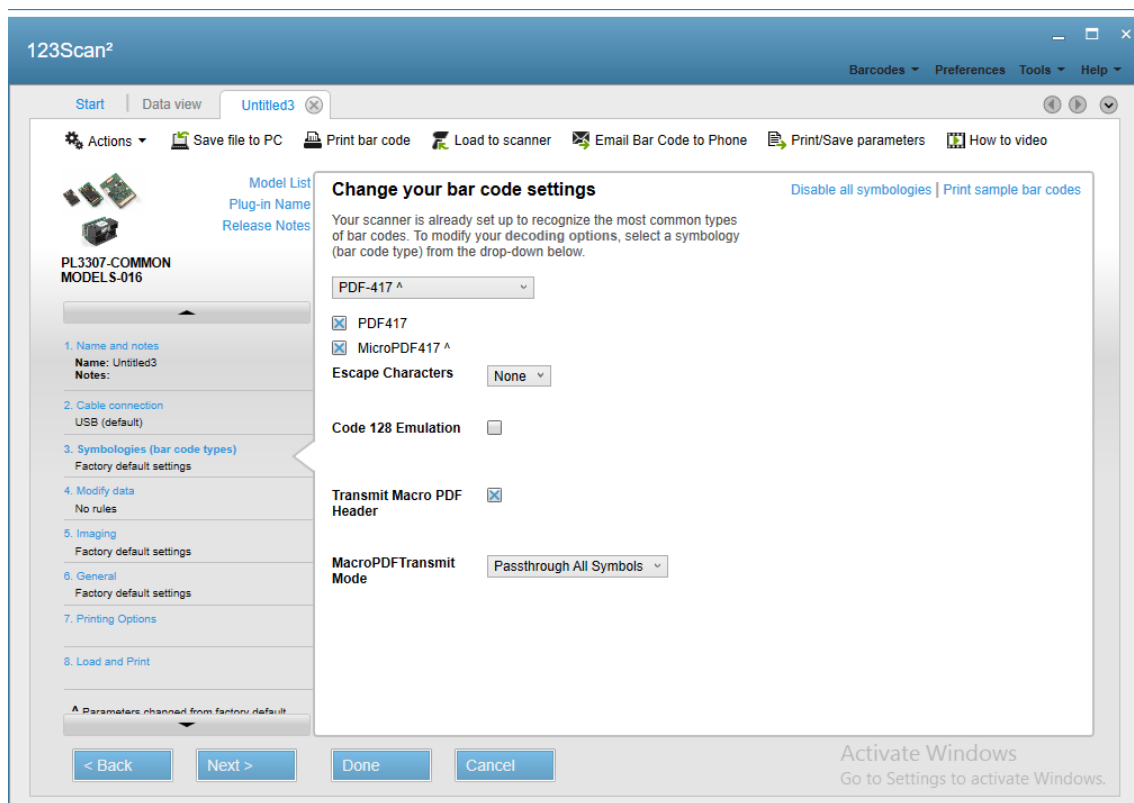 123Scan²
Barcodes Preferences Tools Help
Start Data view Untitled3
Actions Save file to PC Print bar code Load to scanner Email Bar Code to Phone Print/Save parameters How to video
Model List
Plug-in Name
Release Notes
PL3307-COMMON
MODELS-016
1. Name and notes
Name: Untitled3
Notes:
2. Cable connection
USB (default)
3. Symbologies (bar code types)
Factory default settings
4. Modify data
No rules
5. Imaging
Factory default settings
6. General
Factory default settings
7. Printing Options
8. Load and Print
^ Parameters changed from factory default
Change your bar code settings
Disable all symbologies | Print sample bar codes
Your scanner is already set up to recognize the most common types
of bar codes. To modify your decoding options, select a symbology
(bar code type) from the drop-down below.
PDF-417 ^
PDF417
MicroPDF417 ^
Escape Characters None
Code 128 Emulation
Transmit Macro PDF
Header
MacroPDFTransmit
Mode
Passthrough All Symbols
< Back Next > Done Cancel
Activate Windows
Go to Settings to activate Windows.